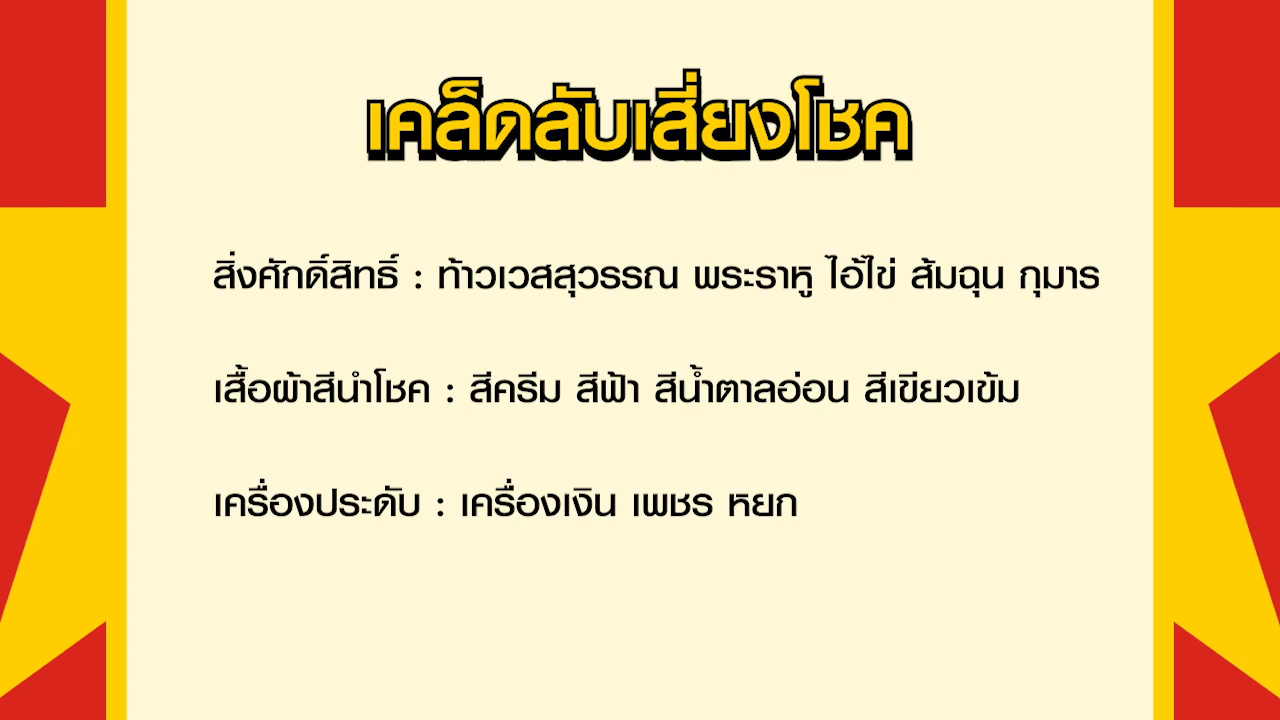 เคล็ดลับเสี่ยงโชค
สิ่งศักดิ์สิทธิ์ : ท้าวเวสสุวรรณ พระราหู ไอ้ไข่ ส้มฉุน กุมาร
เสื้อผ้าสีนำโชค : สีครีม สีฟ้า สีน้ำตาลอ่อน สีเขียวเข้ม
เครื่องประดับ : เครื่องเงิน เพชร หยก